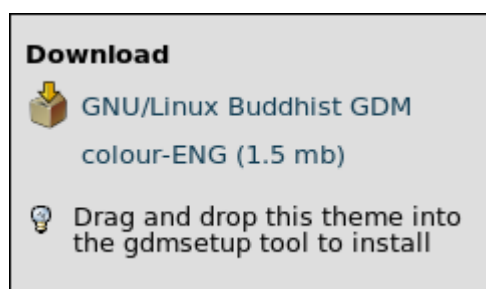 Download
GNU/Linux Buddhist GDM
colour-ENG (1.5 mb)
Drag and drop this theme into
the gdmsetup tool to install